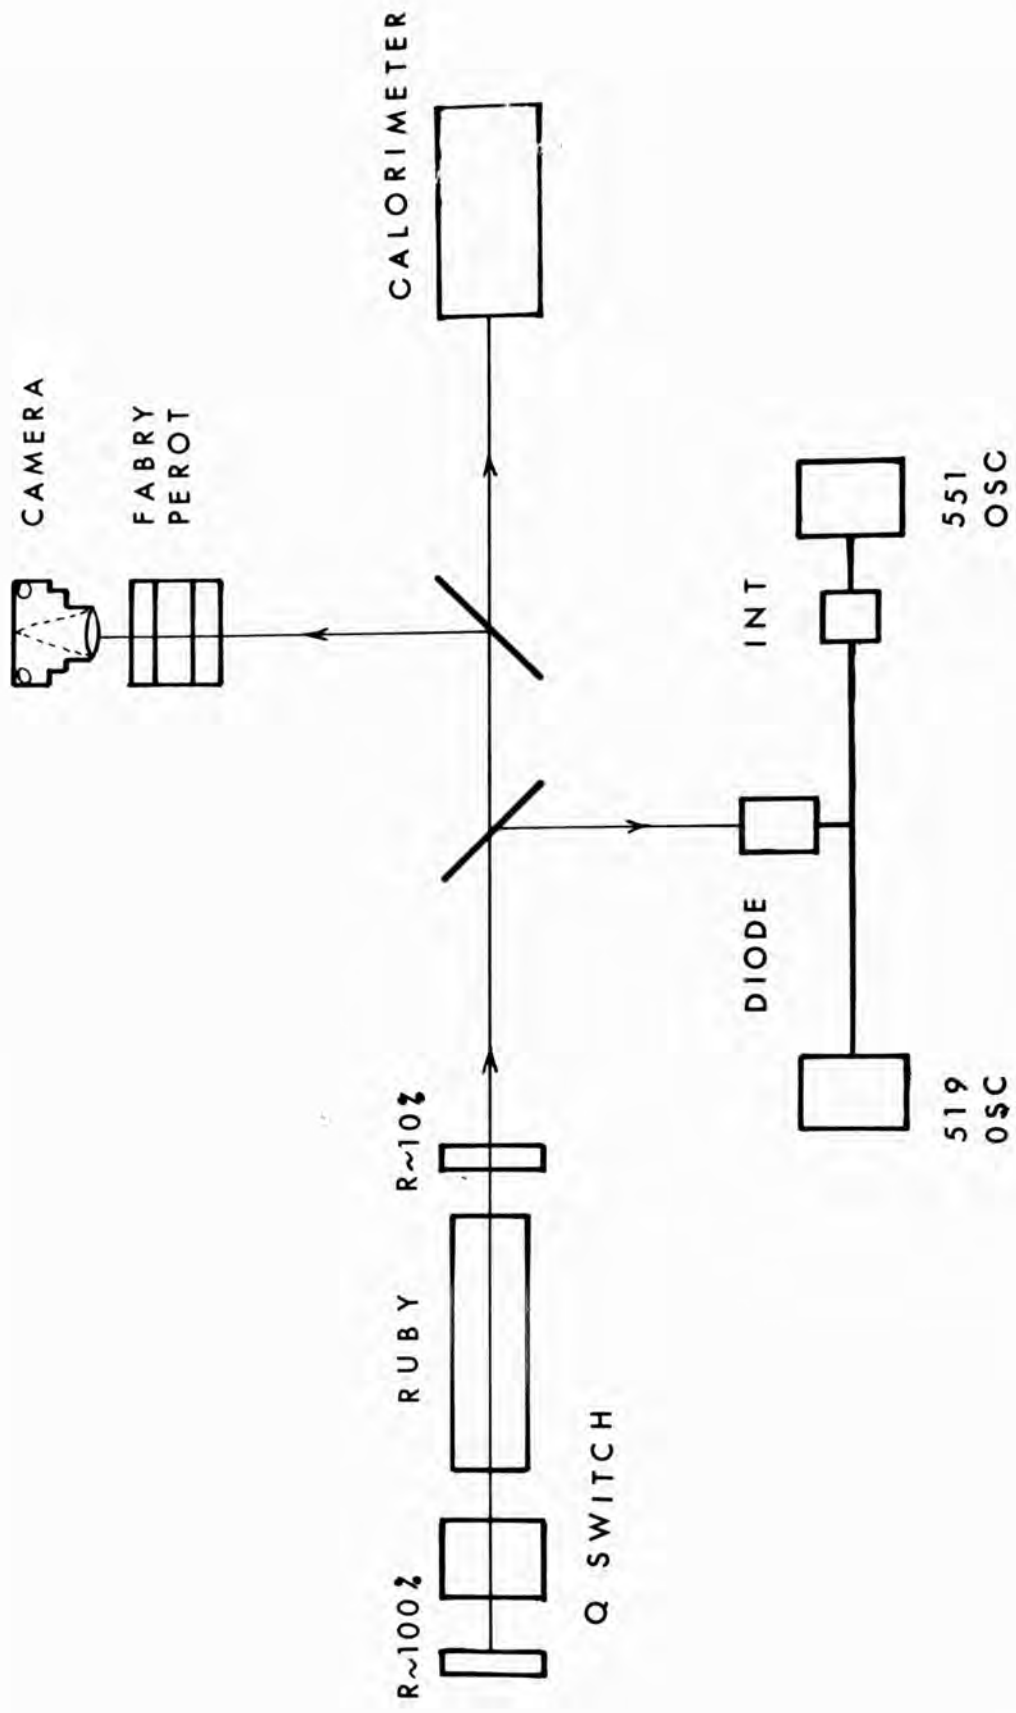 CAMERA
FABRY
PEROT
CALORIMETER
R~100%
RUBY
R~10%
Q SWITCH
DIODE
INT
519
OSC
551
OSC